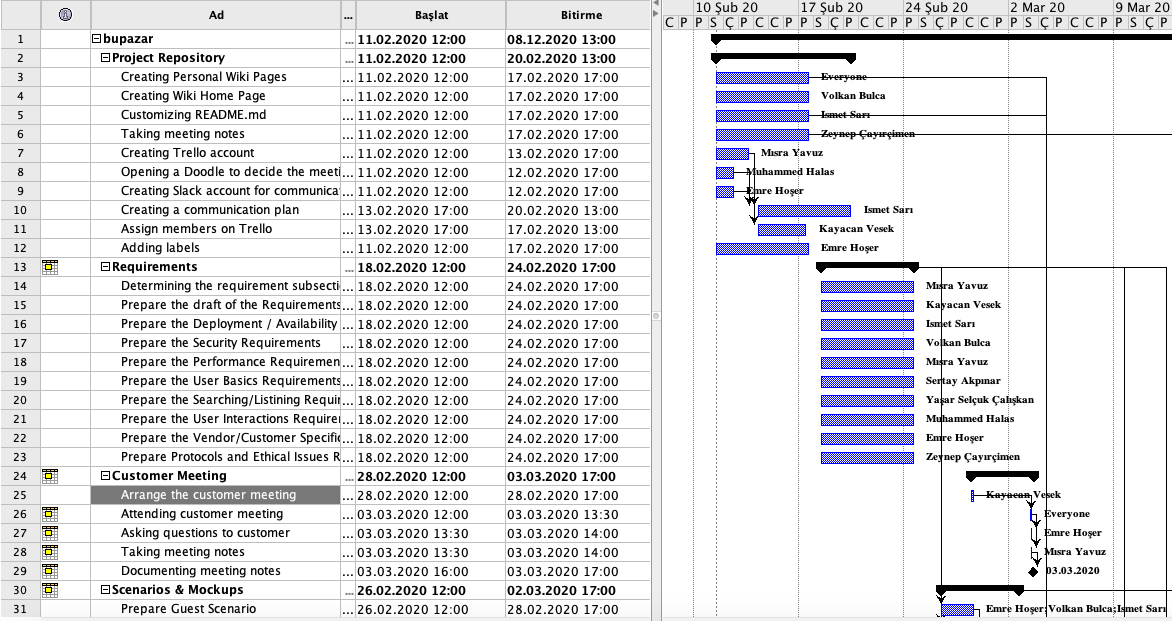 Ad ... Başlat Bitirme 10 Şub 20 17 Şub 20 24 Şub 20 2 Mar 20 9 Mar 20
C P P S Ç P C P P S Ç P C P P S Ç P C C P P S Ç P C C P P S Ç P
1 bupazar ... 11.02.2020 12:00 08.12.2020 13:00
2 Project Repository ... 11.02.2020 12:00 20.02.2020 13:00
3 Creating Personal Wiki Pages ... 11.02.2020 12:00 17.02.2020 17:00 Everyone
4 Creating Wiki Home Page ... 11.02.2020 12:00 17.02.2020 17:00 Volkan Bulca
5 Customizing README.md ... 11.02.2020 12:00 17.02.2020 17:00 Ismet Sarı
6 Taking meeting notes ... 11.02.2020 12:00 17.02.2020 17:00 Zeynep Çayırçimen
7 Creating Trello account ... 11.02.2020 12:00 13.02.2020 17:00 Mısra Yavuz
8 Opening a Doodle to decide the meeti ... 11.02.2020 12:00 12.02.2020 17:00 Muhammed Halas
9 Creating Slack account for communica ... 11.02.2020 12:00 12.02.2020 17:00 Emre Hoşer
10 Creating a communication plan ... 13.02.2020 17:00 20.02.2020 13:00 Ismet Sarı
11 Assign members on Trello ... 13.02.2020 17:00 17.02.2020 13:00 Kayacan Vesek
12 Adding labels ... 11.02.2020 12:00 17.02.2020 17:00 Emre Hoşer
13 Requirements ... 18.02.2020 12:00 24.02.2020 17:00
14 Determining the requirement subsecti ... 18.02.2020 12:00 24.02.2020 17:00 Mısra Yavuz
15 Prepare the draft of the Requirements ... 18.02.2020 12:00 24.02.2020 17:00 Kayacan Vesek
16 Prepare the Deployment / Availability ... 18.02.2020 12:00 24.02.2020 17:00 Ismet Sarı
17 Prepare the Security Requirements ... 18.02.2020 12:00 24.02.2020 17:00 Volkan Bulca
18 Prepare the Performance Requiremen ... 18.02.2020 12:00 24.02.2020 17:00 Mısra Yavuz
19 Prepare the User Basics Requirements ... 18.02.2020 12:00 24.02.2020 17:00 Sertay Akpınar
20 Prepare the Searching/Listining Requi ... 18.02.2020 12:00 24.02.2020 17:00 Yaşar Selçuk Çalışkan
21 Prepare the User Interactions Require ... 18.02.2020 12:00 24.02.2020 17:00 Muhammed Halas
22 Prepare the Vendor/Customer Specific ... 18.02.2020 12:00 24.02.2020 17:00 Emre Hoşer
23 Prepare Protocols and Ethical Issues R ... 18.02.2020 12:00 24.02.2020 17:00 Zeynep Çayırçimen
24 Customer Meeting ... 28.02.2020 12:00 03.03.2020 17:00
25 Arrange the customer meeting ... 28.02.2020 12:00 28.02.2020 17:00 Kayacan Vesek
26 Attending customer meeting ... 03.03.2020 12:00 03.03.2020 13:30 Everyone
27 Asking questions to customer ... 03.03.2020 13:30 03.03.2020 14:00 Emre Hoşer
28 Taking meeting notes ... 03.03.2020 13:30 03.03.2020 14:00 Mısra Yavuz
29 Documenting meeting notes ... 03.03.2020 16:00 03.03.2020 17:00 03.03.2020
30 Scenarios & Mockups ... 26.02.2020 12:00 02.03.2020 17:00
31 Prepare Guest Scenario ... 26.02.2020 12:00 28.02.2020 17:00 Emre Hoşer;Volkan Bulca;Ismet Sarı